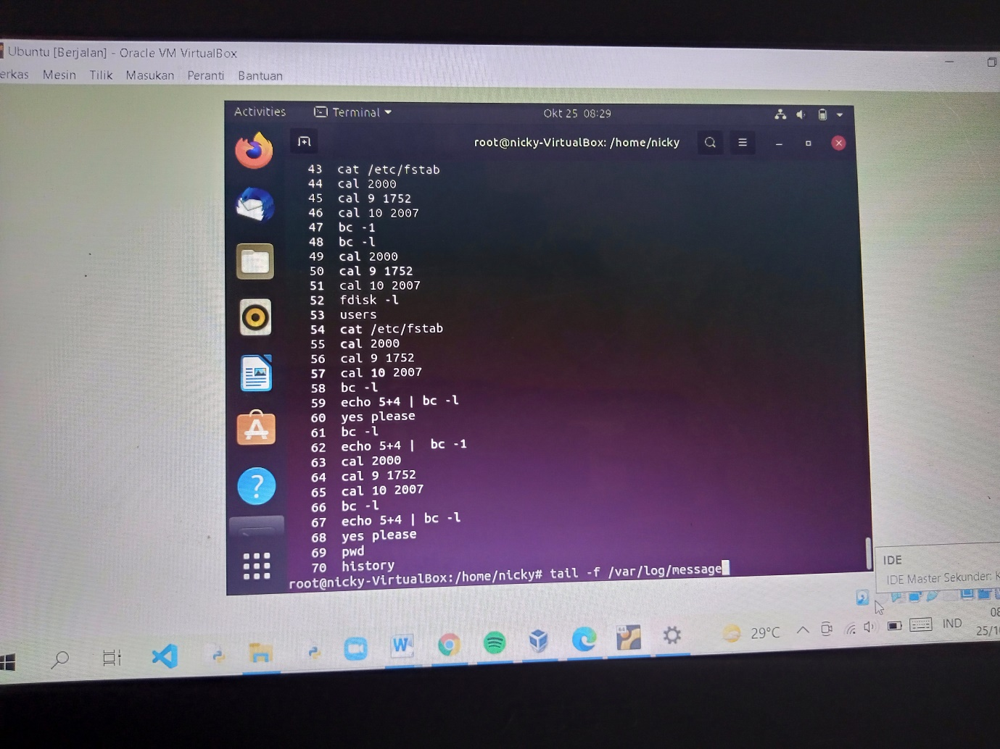 Ubuntu [Berjalan] - Oracle VM VirtualBox
erkas Mesin Tilik Masukan Peranti Bantuan
Activities Terminal Okt 25 08:29
root@nicky-VirtualBox: /home/nicky
43 cat /etc/fstab
44 cal 2000
45 cal 9 1752
46 cal 10 2007
47 bc -1
48 bc -l
49 cal 2000
50 cal 9 1752
51 cal 10 2007
52 fdisk -l
53 users
54 cat /etc/fstab
55 cal 2000
56 cal 9 1752
57 cal 10 2007
58 bc -l
59 echo 5+4 | bc -l
60 yes please
61 bc -l
62 echo 5+4 |  bc -1
63 cal 2000
64 cal 9 1752
65 cal 10 2007
66 bc -l
67 echo 5+4 | bc -l
68 yes please
69 pwd
70 history
root@nicky-VirtualBox:/home/nicky# tail -f /var/log/message
IDE
IDE Master Sekunder: K
29°C IND
08
25/10